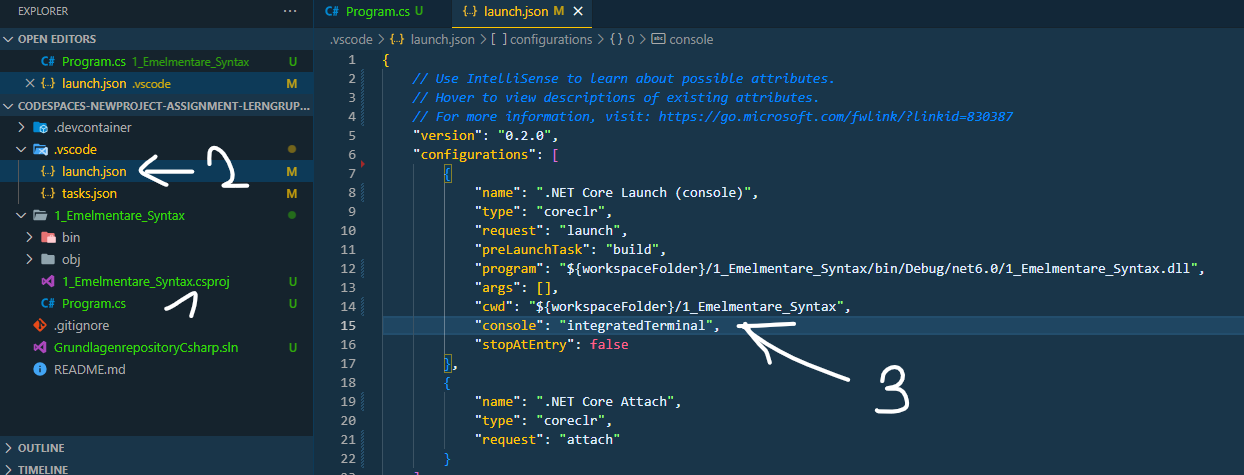 EXPLORER ...
OPEN EDITORS
C# Program.cs 1_Emelmentare_Syntax U
{..} launch.json .vscode M
CODESPACES-NEWPROJECT-ASSIGNMENT-LERNGRUP...
.devcontainer
.vscode
{..} launch.json M
2
{..} tasks.json M
1_Emelmentare_Syntax
bin
obj
1_Emelmentare_Syntax.csproj U
1
C# Program.cs U
.gitignore
GrundlagenrepositoryCsharp.sln U
README.md
OUTLINE
TIMELINE
C# Program.cs U {..} launch.json M
.vscode > {..} launch.json > [ ] configurations > { } 0 > abc console
1 {
2 // Use IntelliSense to learn about possible attributes.
3 // Hover to view descriptions of existing attributes.
4 // For more information, visit: https://go.microsoft.com/fwlink/?linkid=830387
5 "version": "0.2.0",
6 "configurations": [
7 {
8 "name": ".NET Core Launch (console)",
9 "type": "coreclr",
10 "request": "launch",
11 "preLaunchTask": "build",
12 "program": "${workspaceFolder}/1_Emelmentare_Syntax/bin/Debug/net6.0/1_Emelmentare_Syntax.dll",
13 "args": [],
14 "cwd": "${workspaceFolder}/1_Emelmentare_Syntax",
15 "console": "integratedTerminal",
16 "stopAtEntry": false
17 },
3
18 {
19 "name": ".NET Core Attach",
20 "type": "coreclr",
21 "request": "attach"
22 }